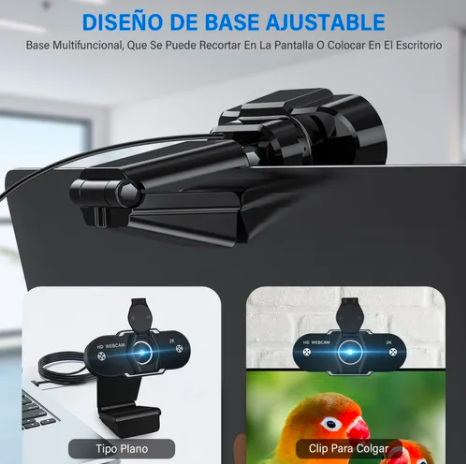 DISEÑO DE BASE AJUSTABLE
Base Multifuncional, Que Se Puede Recortar En La Pantalla O Colocar En El Escritorio
HD WEBCAM 2K
HD WEBCAM 2K
Tipo Plano
Clip Para Colgar